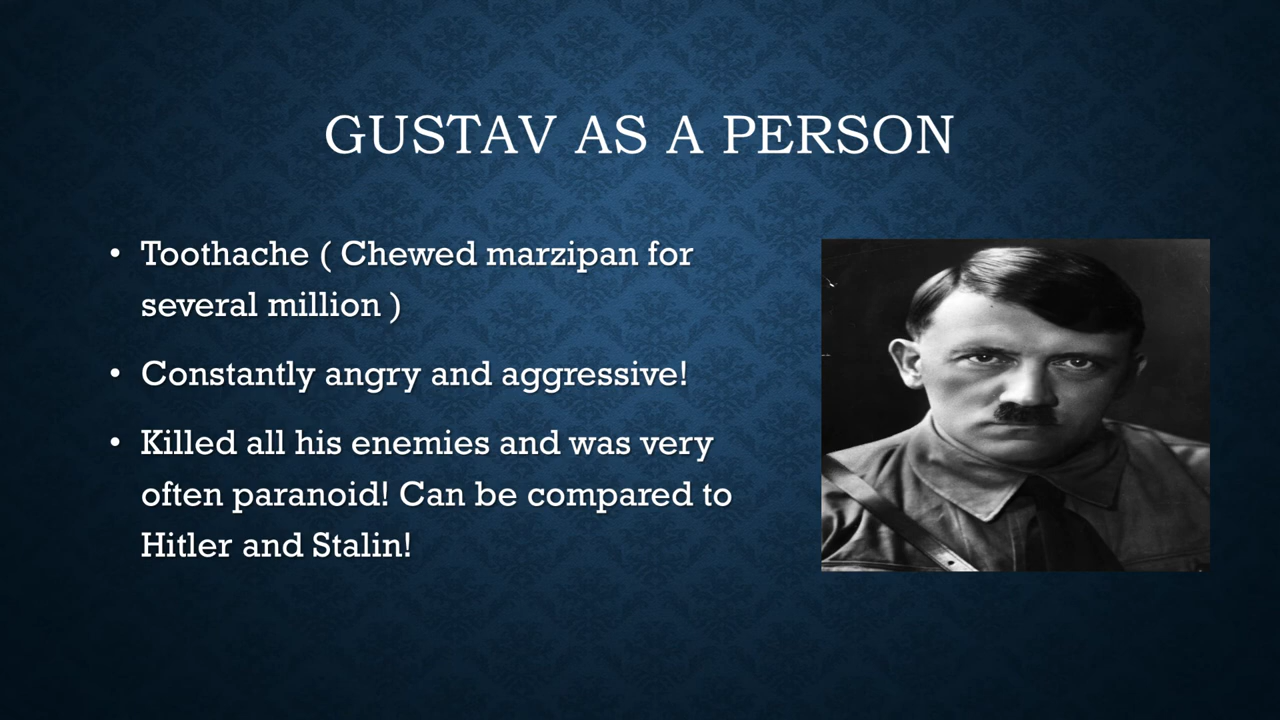 GUSTAV AS A PERSON
• Toothache ( Chewed marzipan for
several million )
• Constantly angry and aggressive!
• Killed all his enemies and was very
often paranoid! Can be compared to
Hitler and Stalin!